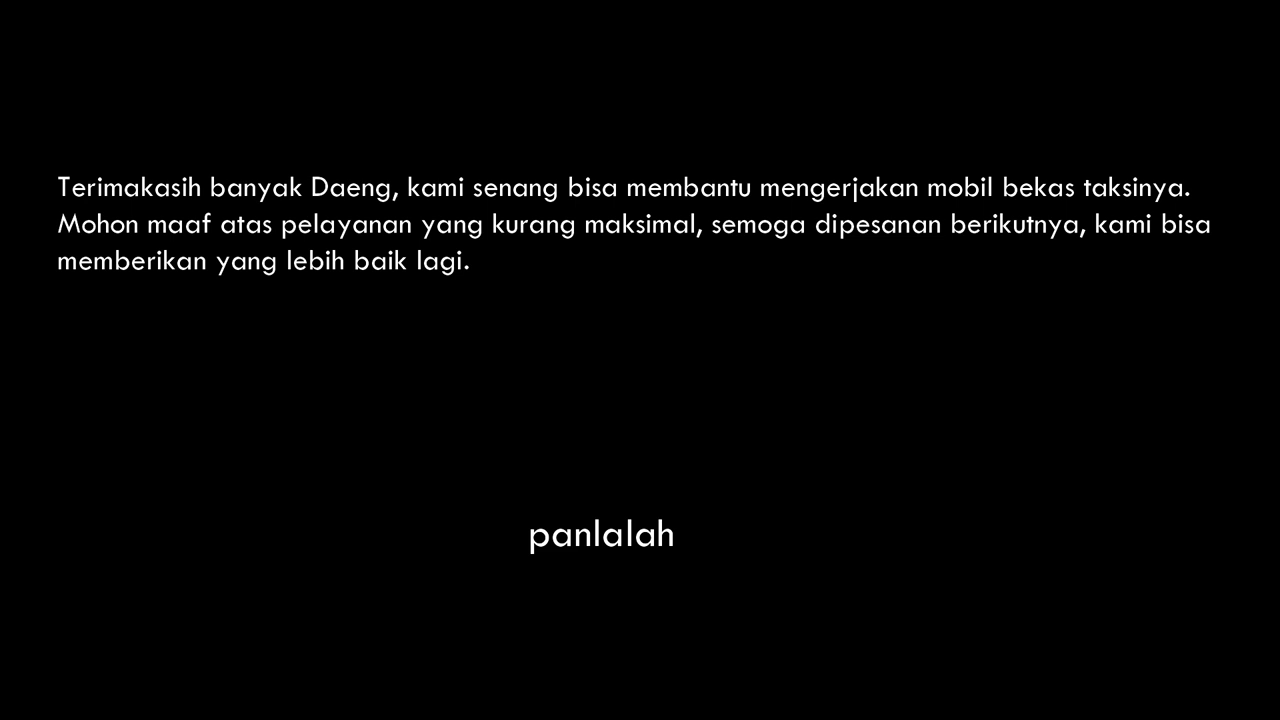 Terimakasih banyak Daeng, kami senang bisa membantu mengerjakan mobil bekas taksinya.
Mohon maaf atas pelayanan yang kurang maksimal, semoga dipesanan berikutnya, kami bisa
memberikan yang lebih baik lagi.
panlalah